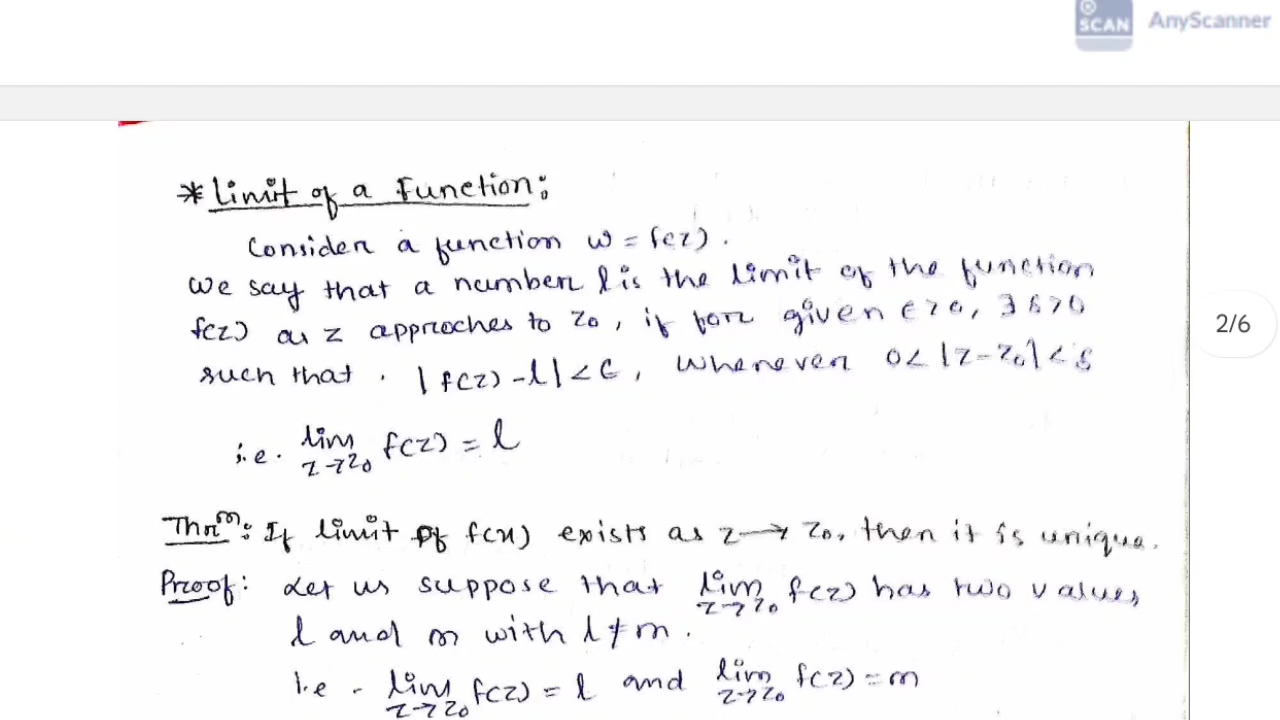 SCAN AnyScanner
* Limit of a Function:
Consider a function w = f(z).
We say that a number l is the limit of the function
f(z) as z approches to z₀, if for given ϵ>0, ∃ δ>0
such that |f(z)-l|<ϵ, whenever 0<|z-z₀|<δ
i.e. lim z→z₀ f(z) = l
2/6
Thrm: If limit of f(x) exists as z→z₀, then it is unique.
Proof: Let us suppose that lim z→z₀ f(z) has two values
l and m with l≠m.
i.e. lim z→z₀ f(z) = l and lim z→z₀ f(z) = m